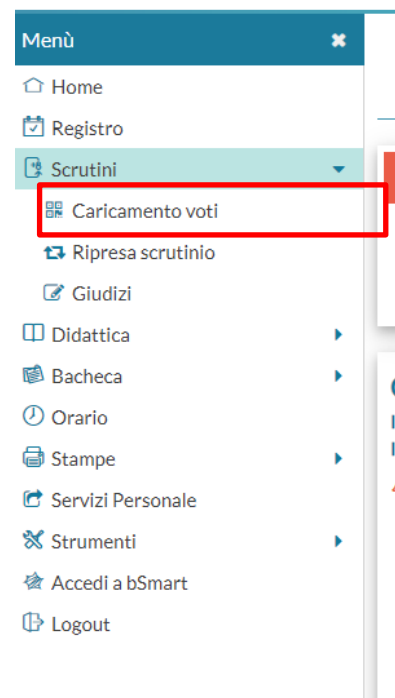 Menù
Home
Registro
Scrutini
Caricamento voti
Ripresa scrutinio
Giudizi
Didattica
Bacheca
Orario
Stampe
Servizi Personale
Strumenti
Accedi a bSmart
Logout